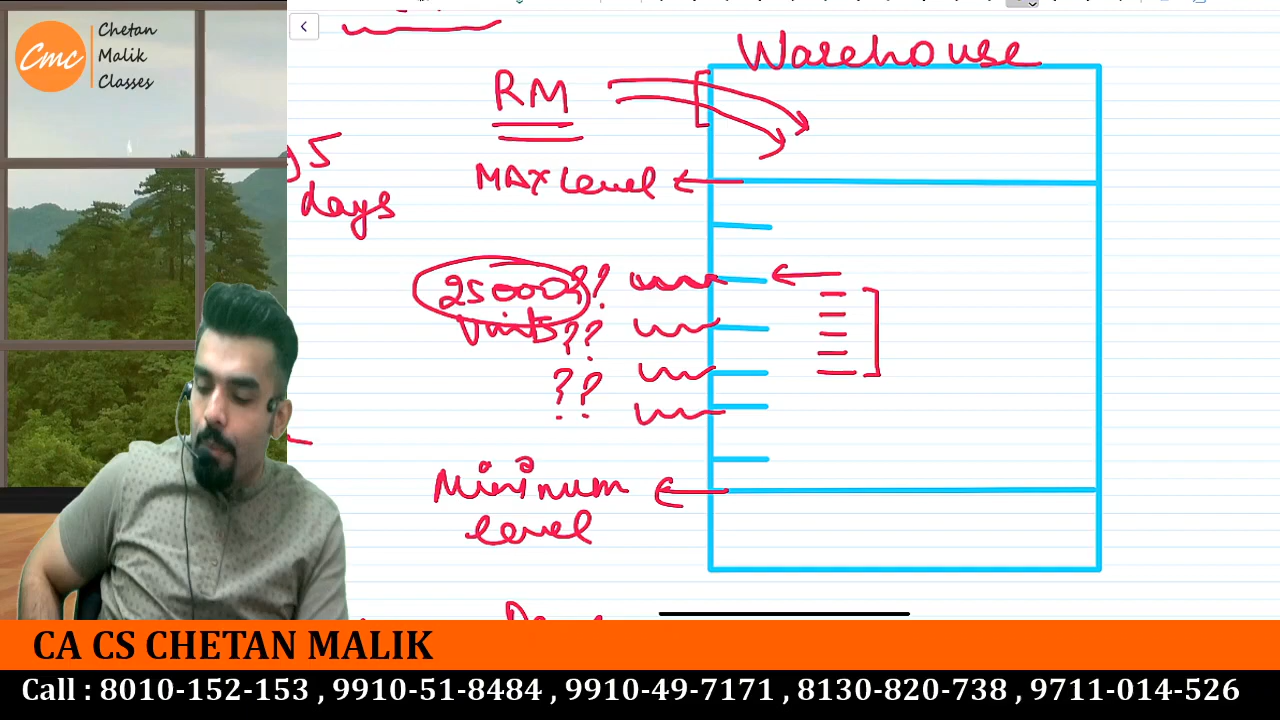 Cmc
Chetan
Malik
Classes
Warehouse
RM
days
MAX Level
25000 ??
Units ??
??
Minimum
level
CA CS CHETAN MALIK
Call : 8010-152-153 , 9910-51-8484 , 9910-49-7171 , 8130-820-738 , 9711-014-526